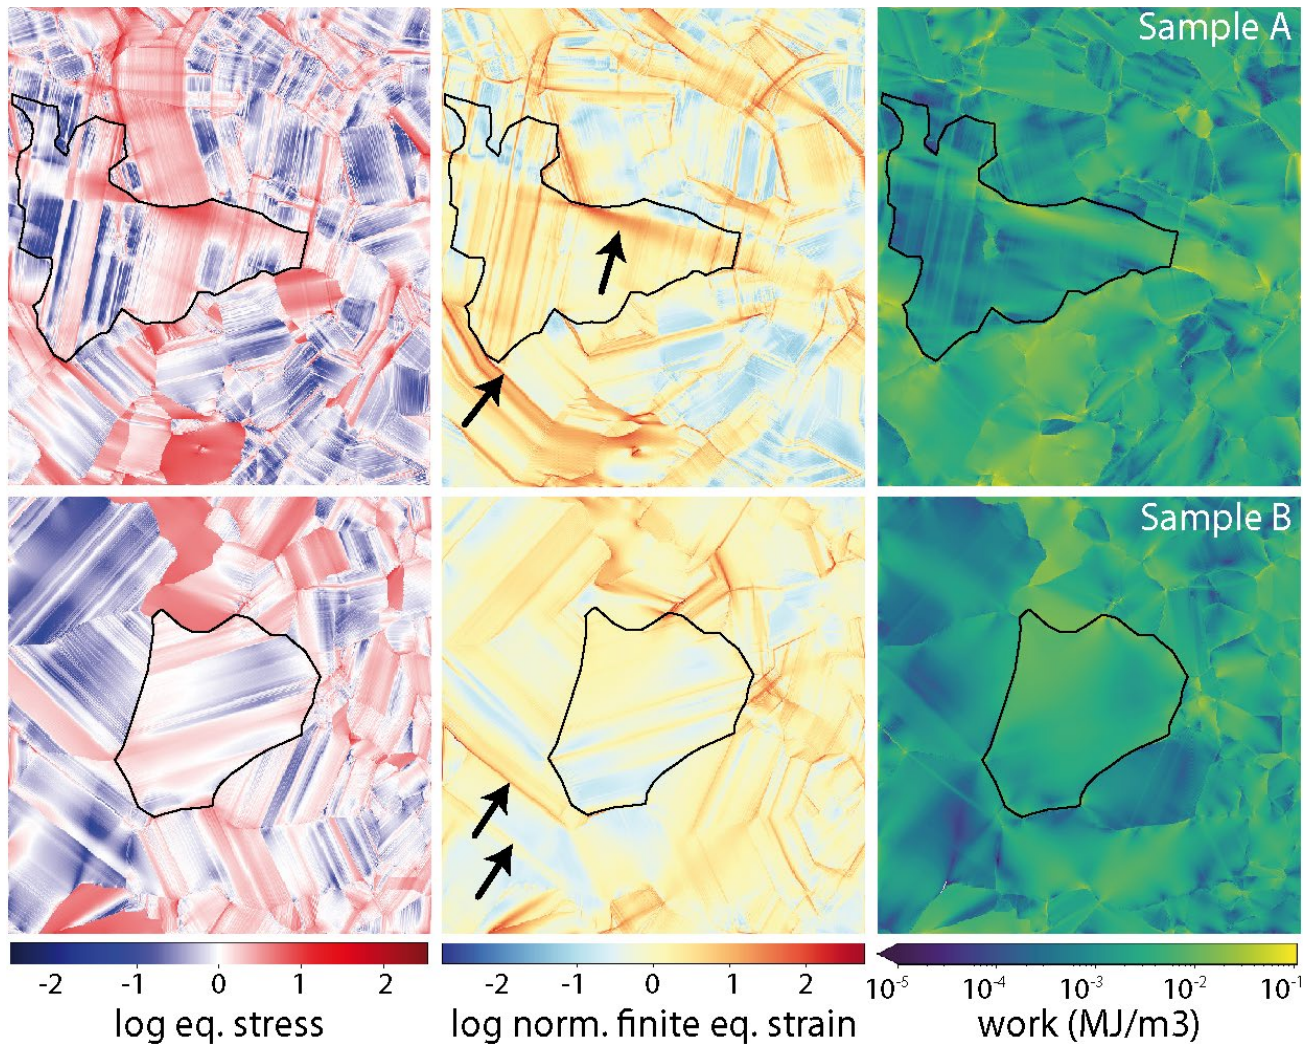 Sample A
Sample B
-2 -1 0 1 2
log eq. stress
-2 -1 0 1 2
log norm. finite eq. strain
10⁻⁵ 10⁻⁴ 10⁻³ 10⁻² 10⁻¹
work (MJ/m3)